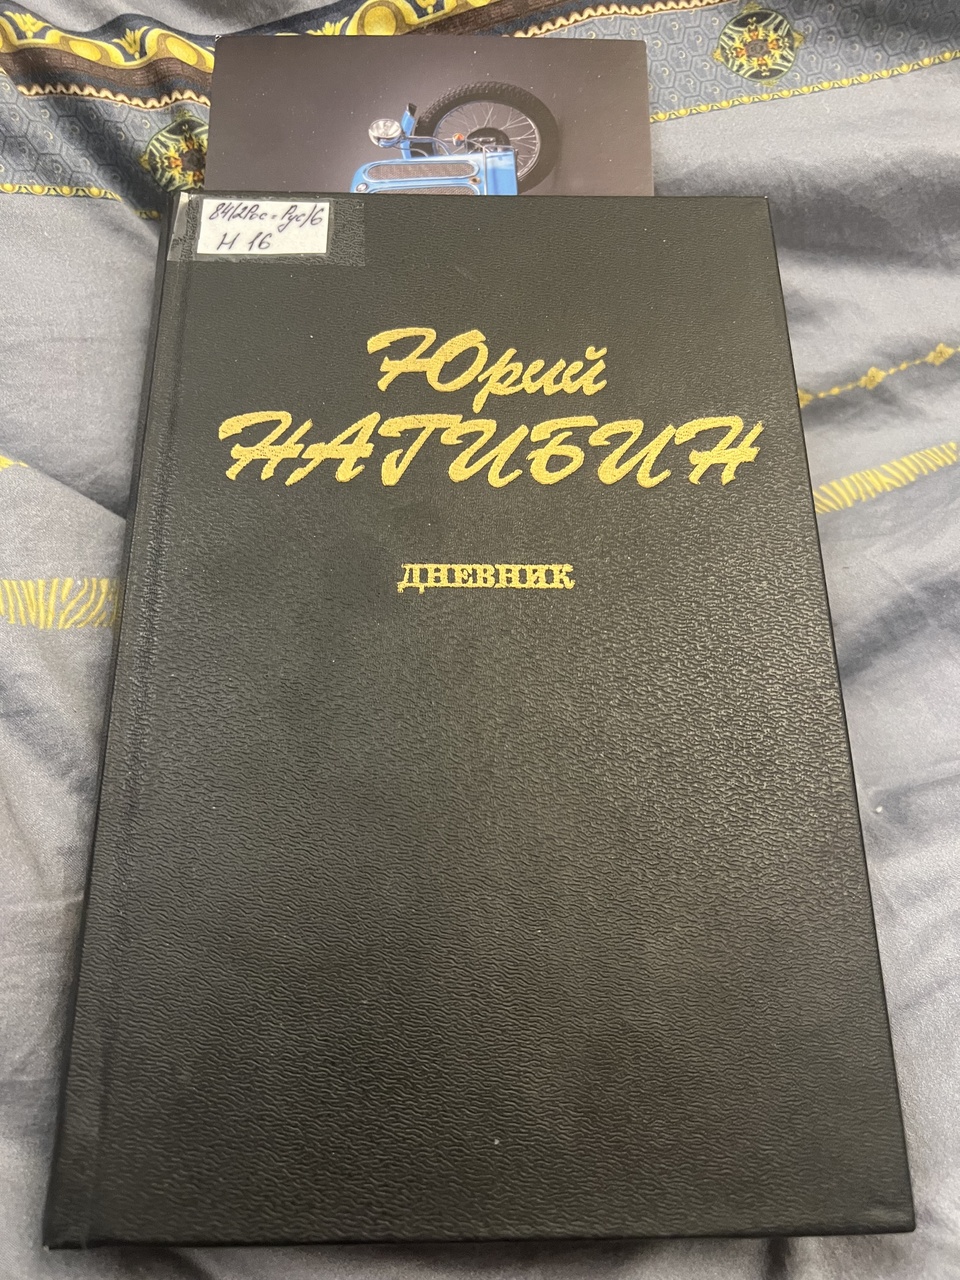 84(2Рос=Рус)6
Н 16
Юрий
НАГИБИН
ДНЕВНИК